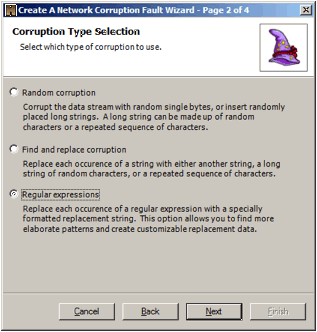 Create A Network Corruption Fault Wizard - Page 2 of 4
Corruption Type Selection
Select which type of corruption to use.
Random corruption
Corrupt the data stream with random single bytes, or insert randomly
placed long strings. A long string can be made up of random
characters or a repeated sequence of characters.
Find and replace corruption
Replace each occurence of a string with either another string, a long
string of random characters, or a repeated sequence of characters.
Regular expressions
Replace each occurence of a regular expression with a specially
formatted replacement string. This option allows you to find more
elaborate patterns and create customizable replacement data.
Cancel Back Next Finish